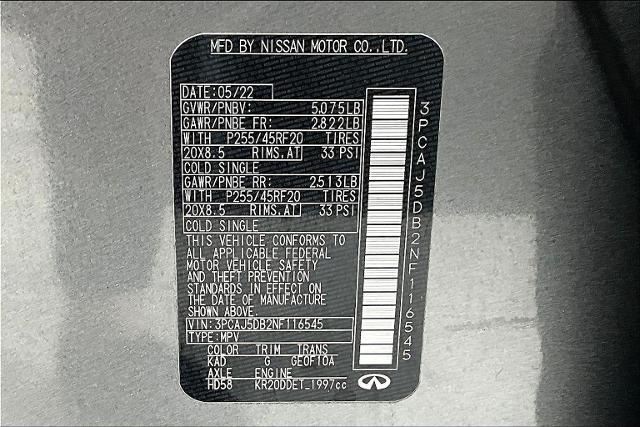 MFD BY NISSAN MOTOR CO.,LTD.
DATE:05/22
GVWR/PNBV: 5,075LB
GAWR/PNBE FR: 2,822LB
WITH P255/45RF20 TIRES
20X8.5 RIMS.AT 33 PSI
COLD SINGLE
GAWR/PNBE RR: 2,513LB
WITH P255/45RF20 TIRES
20X8.5 RIMS.AT 33 PSI
COLD SINGLE
THIS VEHICLE CONFORMS TO
ALL APPLICABLE FEDERAL
MOTOR VEHICLE SAFETY
AND THEFT PREVENTION
STANDARDS IN EFFECT ON
THE DATE OF MANUFACTURE
SHOWN ABOVE.
VIN:3PCAJ5DB2NF116545
TYPE:MPV
COLOR TRIM TRANS
KAD G GE0F10A
AXLE ENGINE
HD58 KR20DDET_1997cc
3PCAJ5DB2NF116545